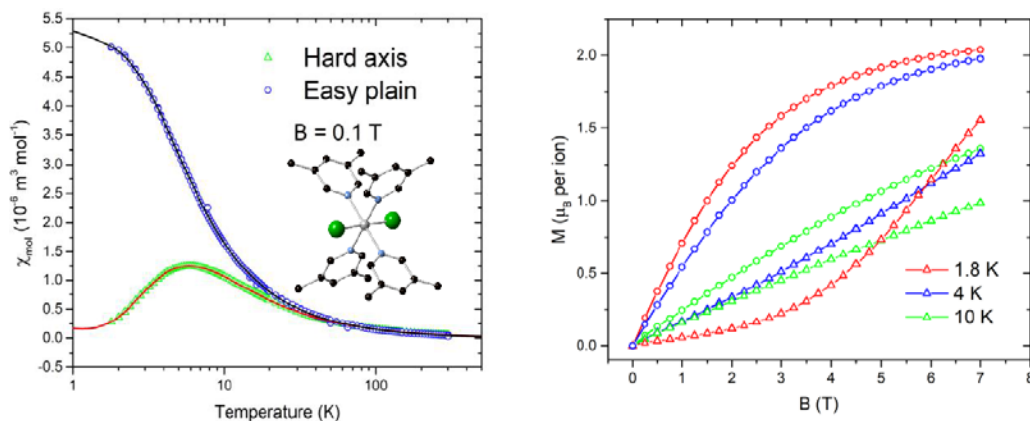 5.5
5.0
4.5
4.0
3.5
3.0
2.5
2.0
1.5
1.0
0.5
0.0
-0.5
χmol (10⁻⁶ m³ mol⁻¹)
Hard axis
Easy plain
B = 0.1 T
1 10 100
Temperature (K)
2.0
1.5
1.0
0.5
0.0
M (μB per ion)
1.8 K
4 K
10 K
0 1 2 3 4 5 6 7 8
B (T)